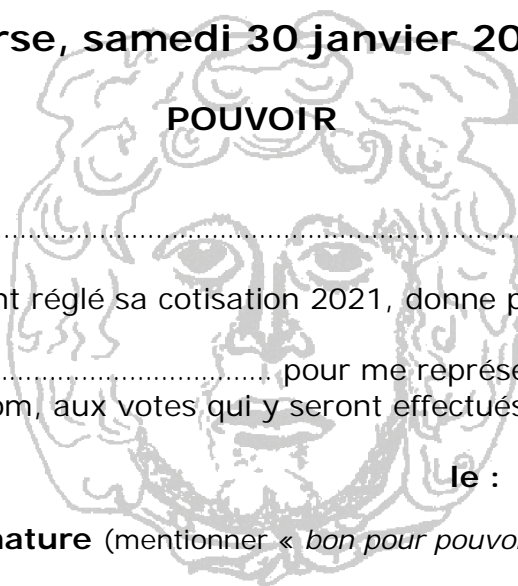 rse, samedi 30 janvier 20
POUVOIR
nt réglé sa cotisation 2021, donne p
pour me représe
om, aux votes qui y seront effectués
le :
nature (mentionner « bon pour pouvoi